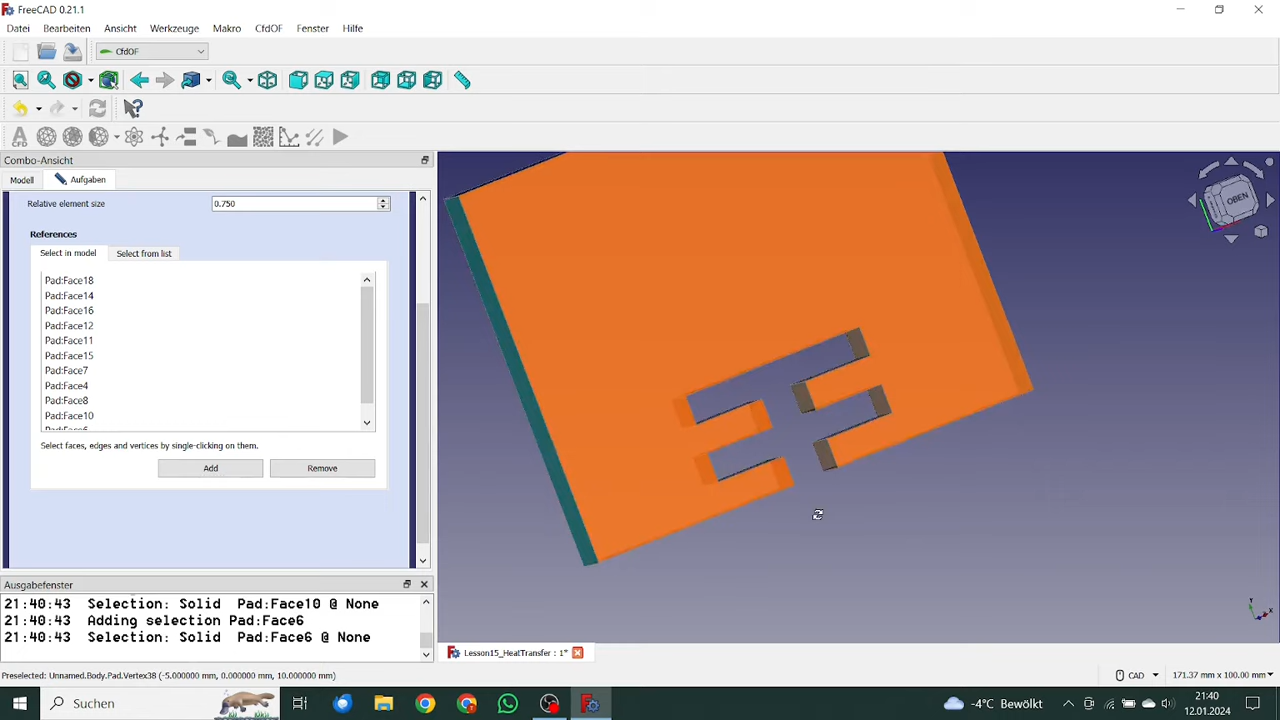 FreeCAD 0.21.1
Datei Bearbeiten Ansicht Werkzeuge Makro CfdOF Fenster Hilfe
CfdOF
Combo-Ansicht
Modell Aufgaben
Relative element size 0.750
References
Select in model Select from list
Pad:Face18
Pad:Face14
Pad:Face16
Pad:Face12
Pad:Face11
Pad:Face15
Pad:Face7
Pad:Face4
Pad:Face8
Pad:Face10
Select faces, edges and vertices by single-clicking on them.
Add Remove
OBEN
Ausgabefenster
21:40:43 Selection: Solid Pad:Face10 @ None
21:40:43 Adding selection Pad:Face6
21:40:43 Selection: Solid Pad:Face6 @ None
Lesson15_HeatTransfer : 1*
Preselected: Unnamed.Body.Pad.Vertex38 (-5.000000 mm, 0.000000 mm, 10.000000 mm)
CAD
171.37 mm x 100.00 mm
Suchen
-4°C Bewölkt
21:40
12.01.2024